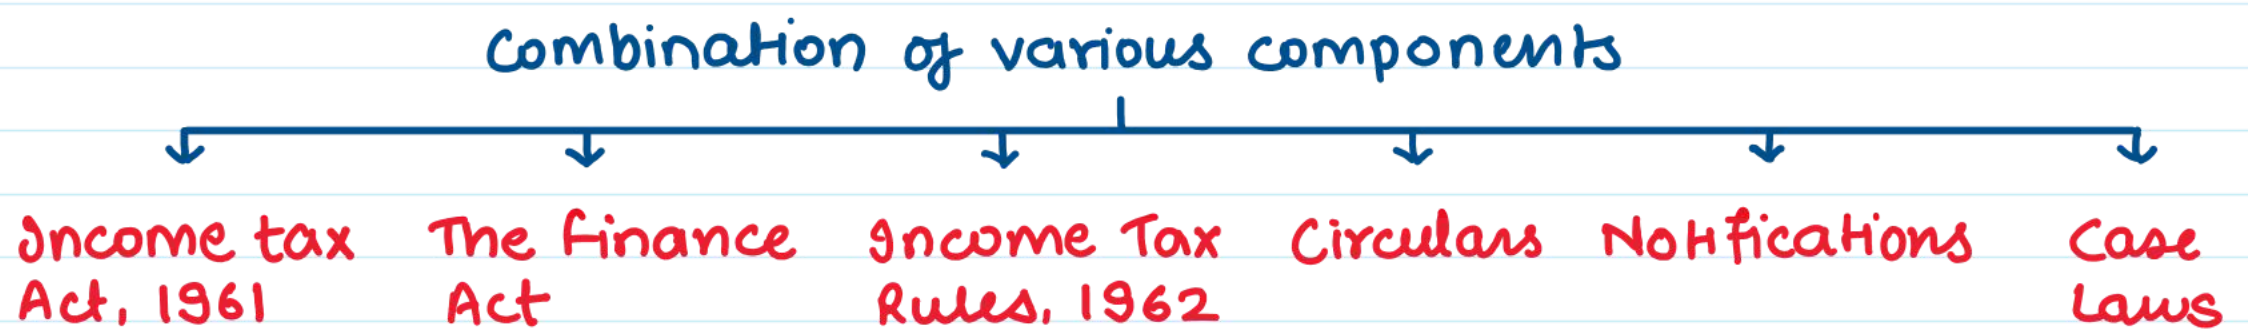 Combination of various components
Income tax The Finance Income Tax Circulars Notifications Case
Act, 1961 Act Rules, 1962 Laws